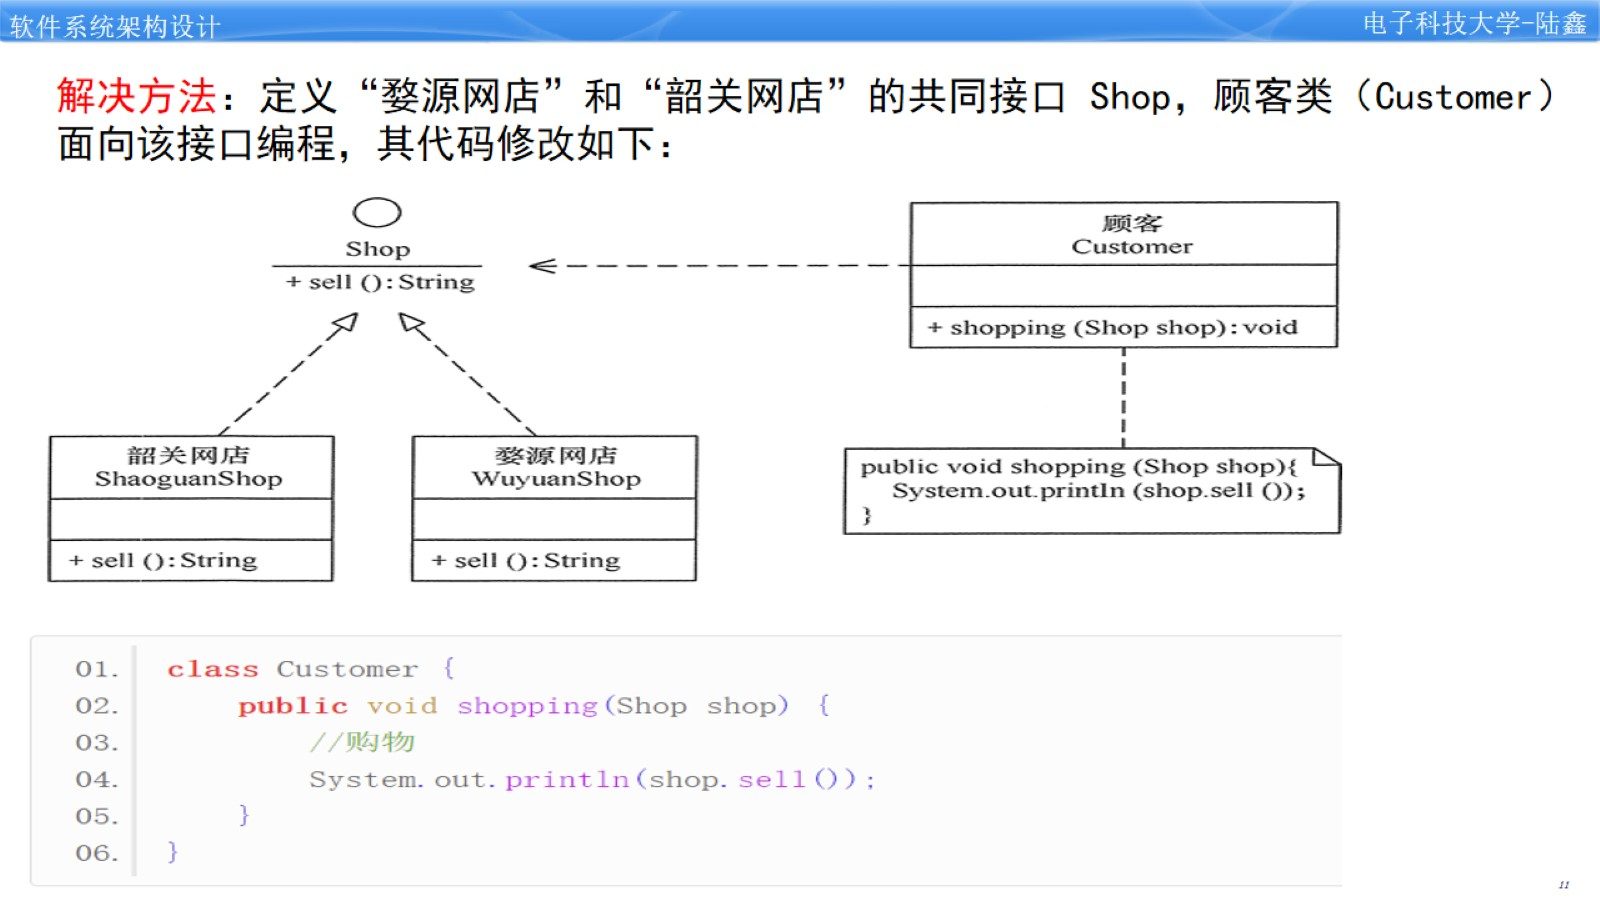 软件系统架构设计
电子科技大学-陆鑫
解决方法：定义“婺源网店”和“韶关网店”的共同接口 Shop，顾客类（Customer）
面向该接口编程，其代码修改如下：
Shop
+ sell ():String
顾客
Customer
+ shopping (Shop shop):void
韶关网店
ShaoguanShop
+ sell ():String
婺源网店
WuyuanShop
+ sell ():String
public void shopping (Shop shop){
System.out.println (shop.sell ());
}
01. class Customer {
02. public void shopping(Shop shop) {
03. //购物
04. System.out.println(shop.sell());
05. }
06. }
11